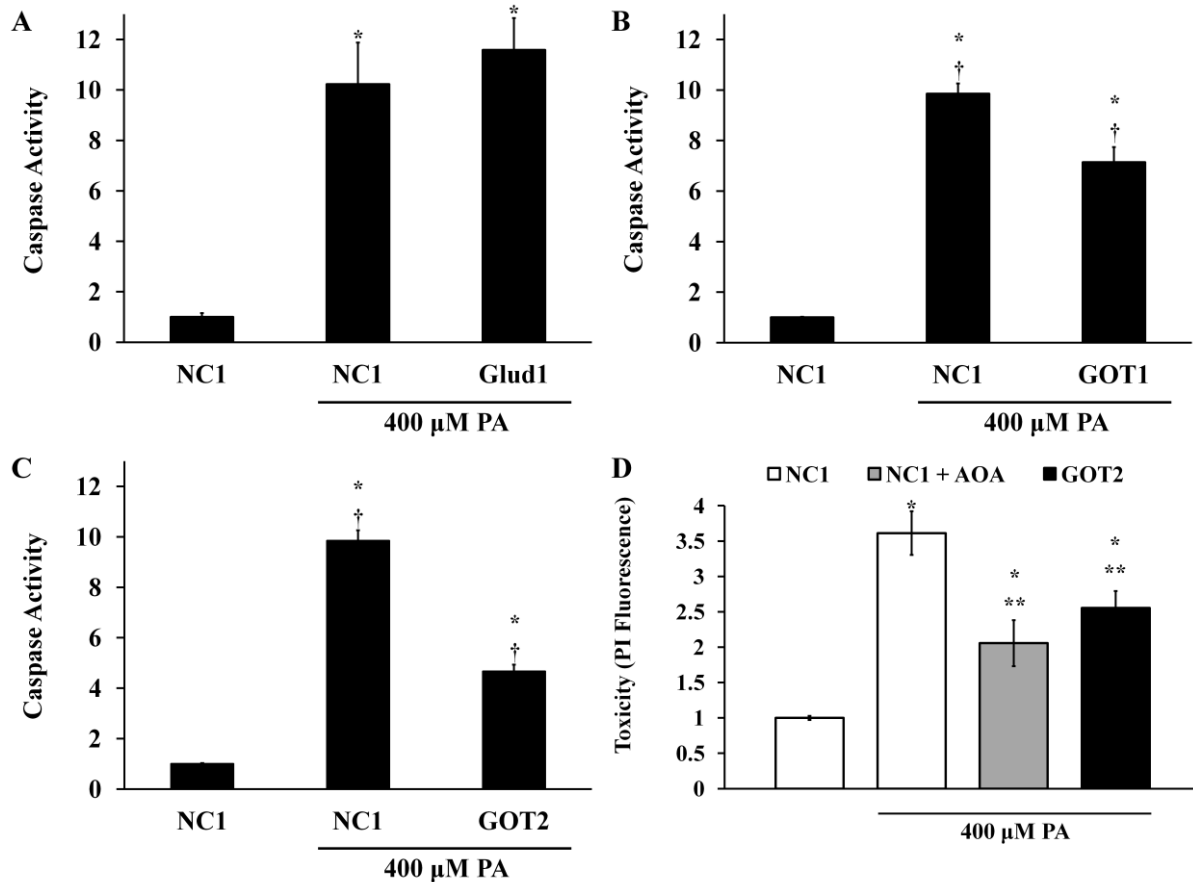 A
Caspase Activity
12
10
8
6
4
2
0
*
*
NC1 NC1 Glud1
400 µM PA
B
Caspase Activity
12
10
8
6
4
2
0
*
†
*
†
NC1 NC1 GOT1
400 µM PA
C
Caspase Activity
12
10
8
6
4
2
0
*
†
*
†
NC1 NC1 GOT2
400 µM PA
D
NC1 NC1 + AOA GOT2
Toxicity (PI Fluorescence)
4
3.5
3
2.5
2
1.5
1
0.5
0
*
*
**
*
**
400 µM PA